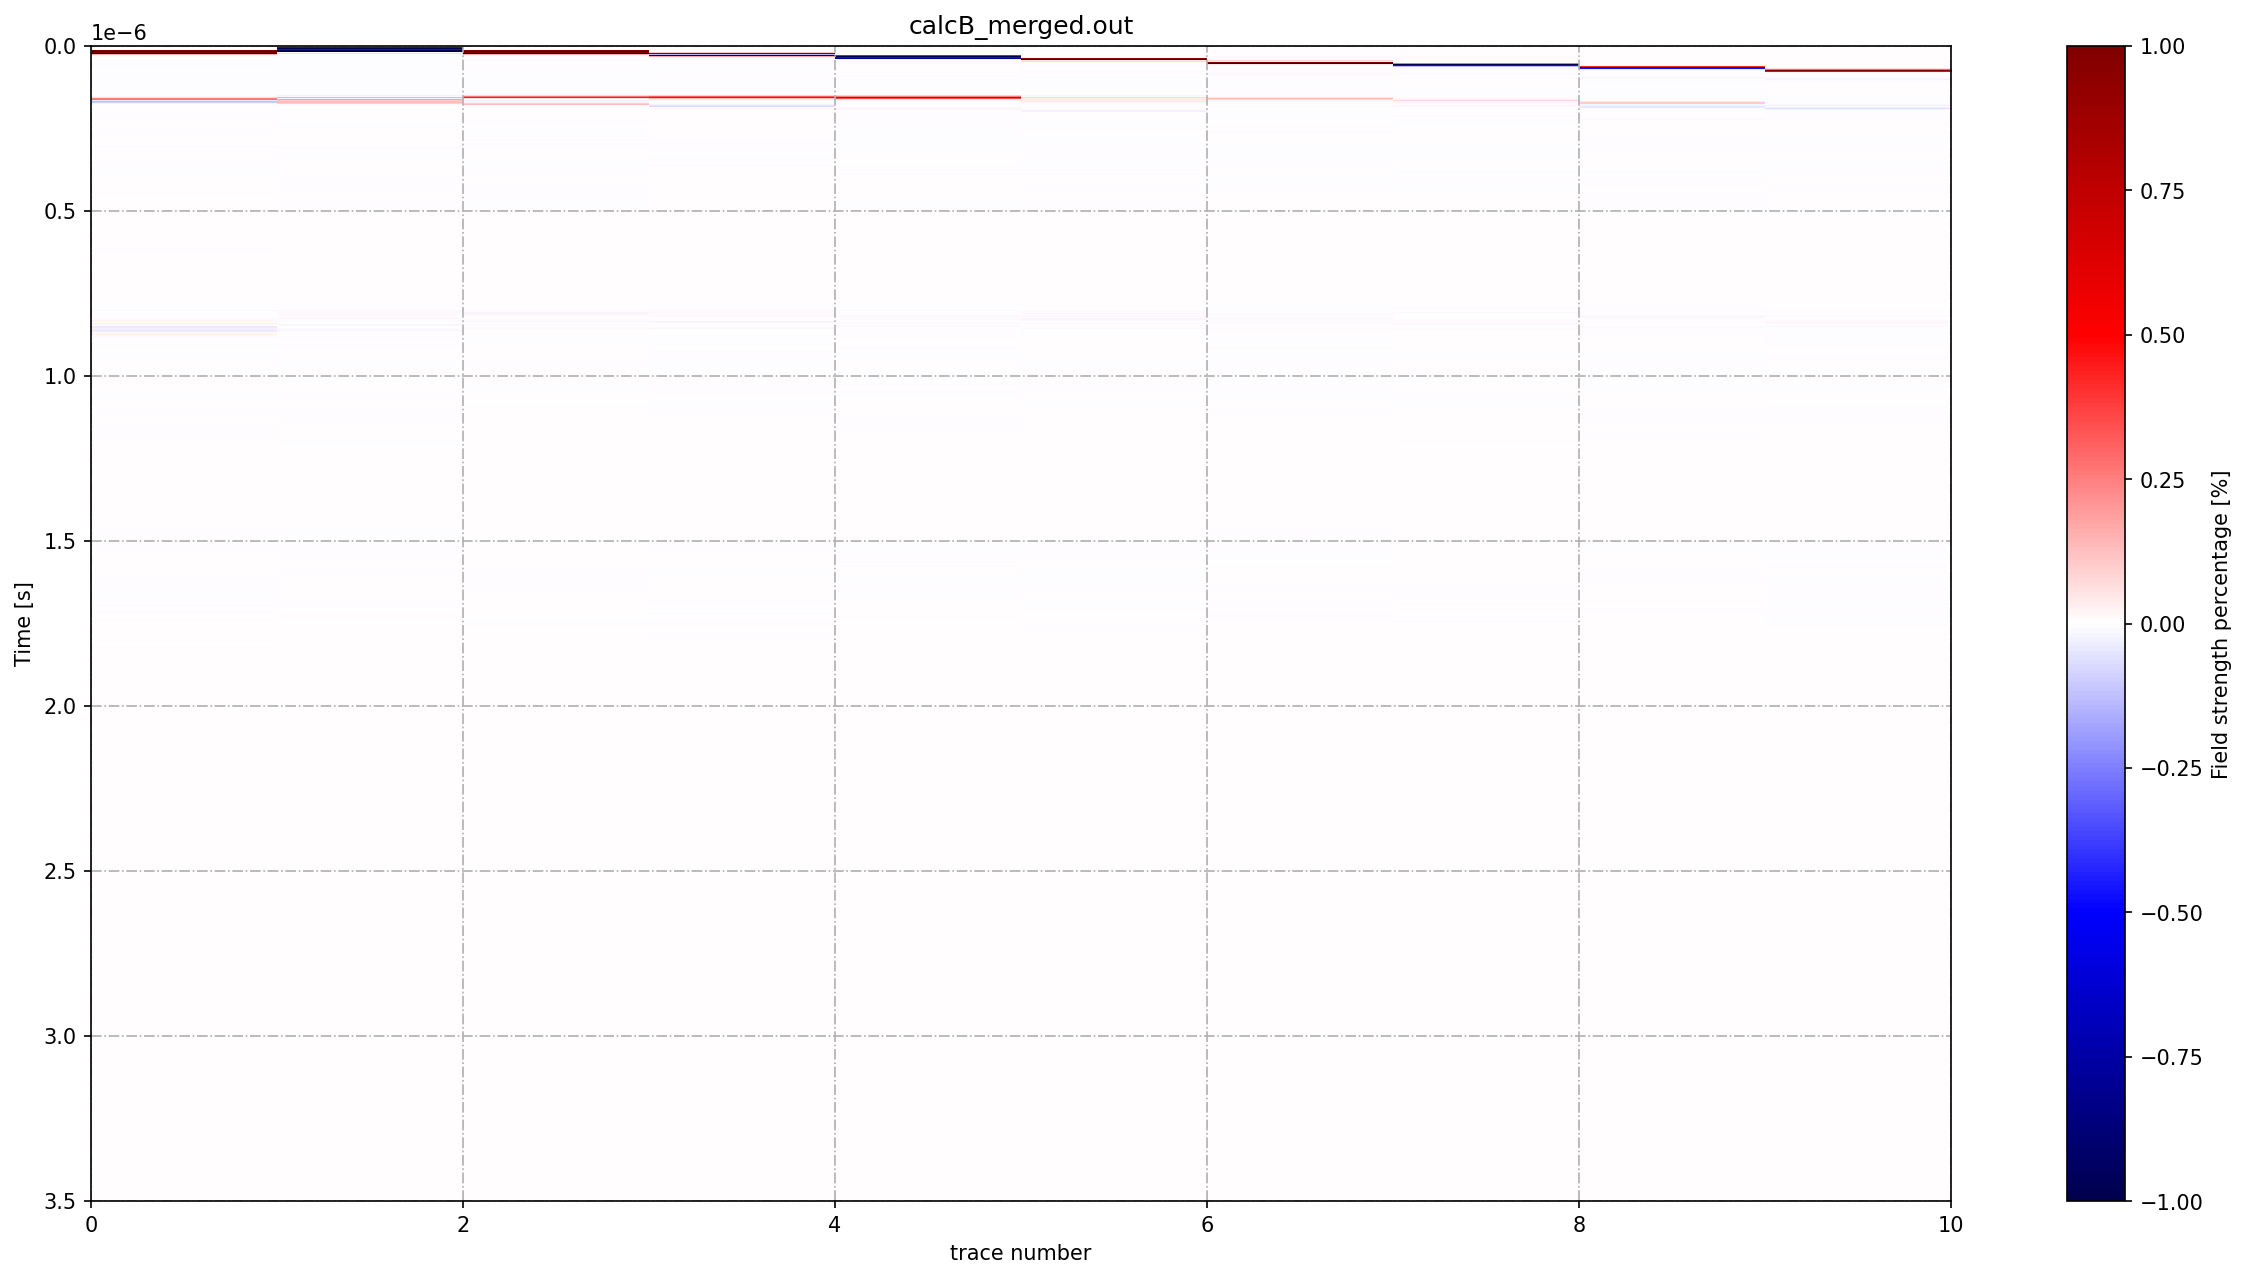 calcB_merged.out
1e−6
0.0
0.5
1.0
1.5
2.0
2.5
3.0
3.5
Time [s]
0 2 4 6 8 10
trace number
1.00
0.75
0.50
0.25
0.00
−0.25
−0.50
−0.75
−1.00
Field strength percentage [%]